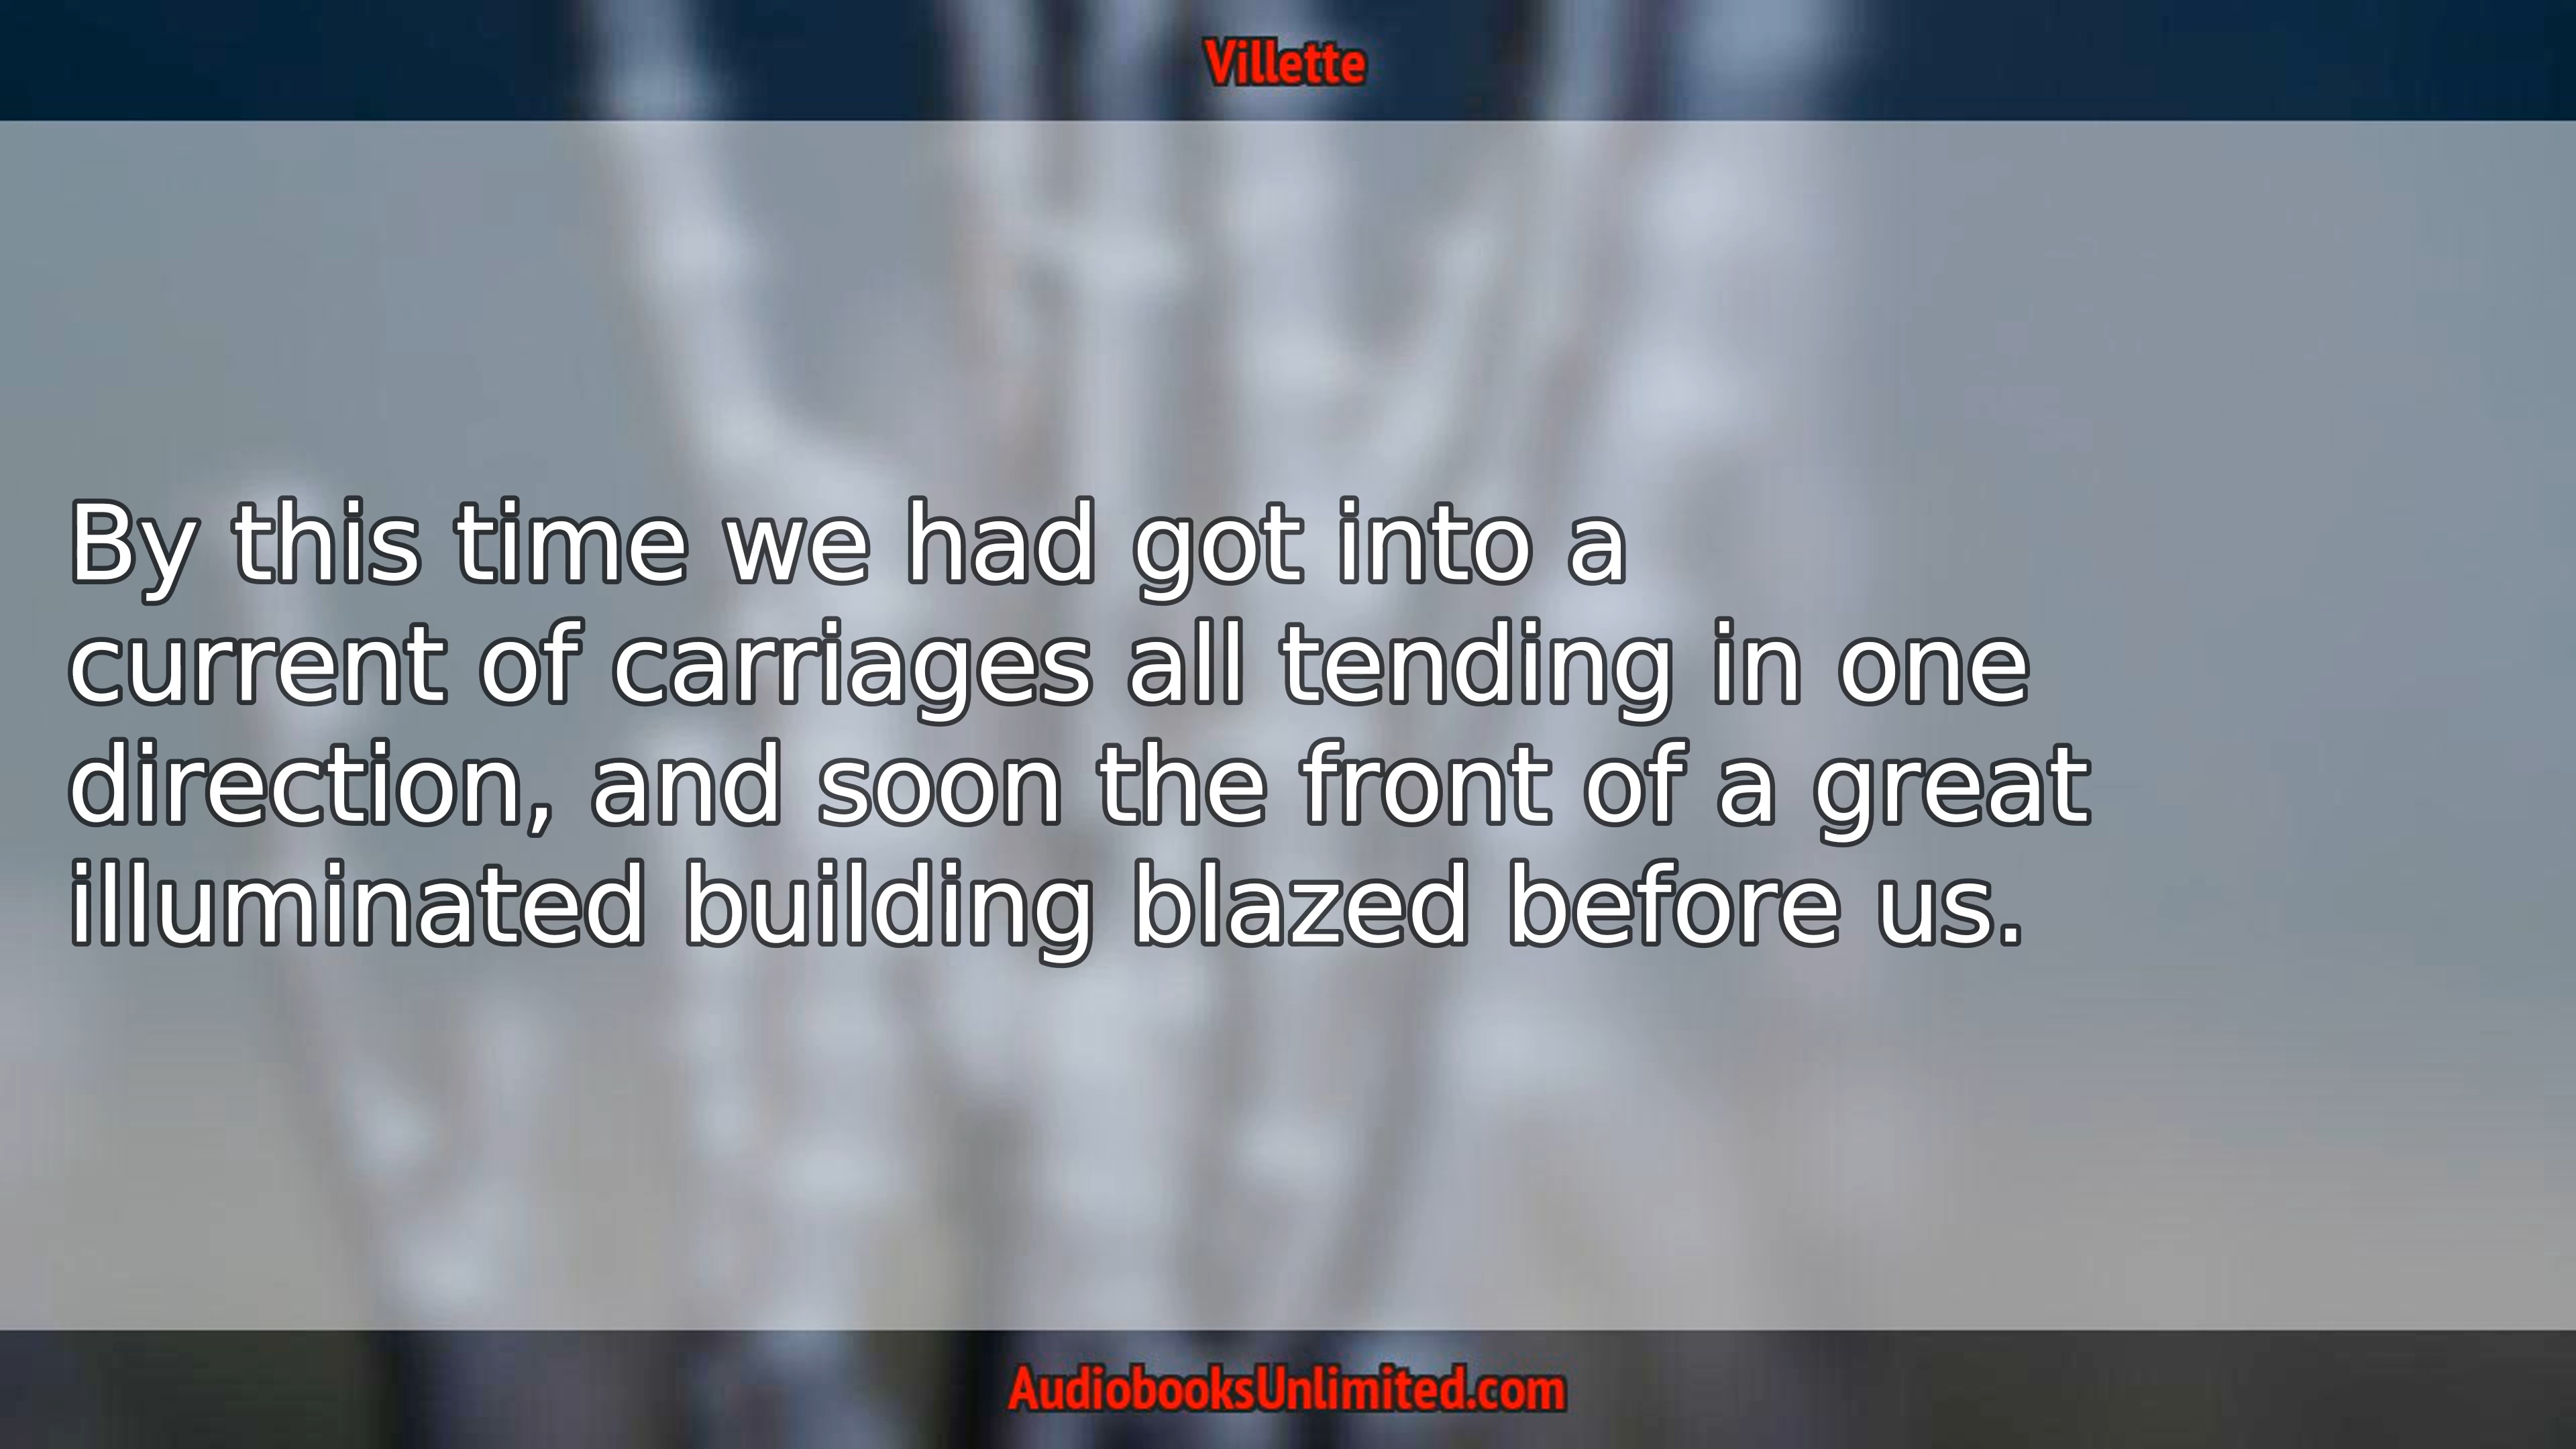 Villette
By this time we had got into a
current of carriages all tending in one
direction, and soon the front of a great
illuminated building blazed before us.
AudiobooksUnlimited.com